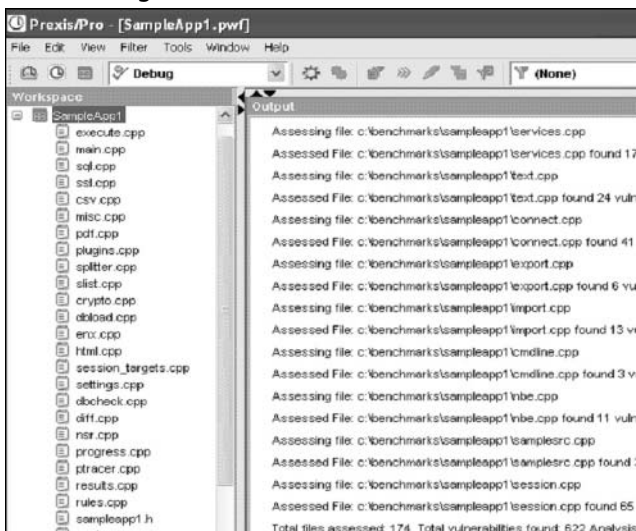 Prexis/Pro - [SampleApp1.pwf]
File Edit View Filter Tools Window Help
Debug
(None)
Workspace
SampleApp1
execute.cpp
main.cpp
sql.cpp
ssl.cpp
csv.cpp
misc.cpp
pdf.cpp
plugins.cpp
splitter.cpp
slist.cpp
crypto.cpp
dbload.cpp
enx.cpp
html.cpp
session_targets.cpp
settings.cpp
dbcheck.cpp
diff.cpp
nsr.cpp
progress.cpp
ptracer.cpp
results.cpp
rules.cpp
sampleapp1.h
Output
Assessing file: c:\benchmarks\sampleapp1\services.cpp
Assessed File: c:\benchmarks\sampleapp1\services.cpp found 17
Assessing file: c:\benchmarks\sampleapp1\text.cpp
Assessed File: c:\benchmarks\sampleapp1\text.cpp found 24 vuln
Assessing file: c:\benchmarks\sampleapp1\connect.cpp
Assessed File: c:\benchmarks\sampleapp1\connect.cpp found 41
Assessing file: c:\benchmarks\sampleapp1\export.cpp
Assessed File: c:\benchmarks\sampleapp1\export.cpp found 6 vu
Assessing file: c:\benchmarks\sampleapp1\import.cpp
Assessed File: c:\benchmarks\sampleapp1\import.cpp found 13 v
Assessing file: c:\benchmarks\sampleapp1\cmdline.cpp
Assessed File: c:\benchmarks\sampleapp1\cmdline.cpp found 3 v
Assessing file: c:\benchmarks\sampleapp1\nbe.cpp
Assessed File: c:\benchmarks\sampleapp1\nbe.cpp found 11 vuln
Assessing file: c:\benchmarks\sampleapp1\samplesrc.cpp
Assessed File: c:\benchmarks\sampleapp1\samplesrc.cpp found
Assessing file: c:\benchmarks\sampleapp1\session.cpp
Assessed File: c:\benchmarks\sampleapp1\session.cpp found 65
Total files assessed: 174, Total vulnerabilities found: 622 Analysis